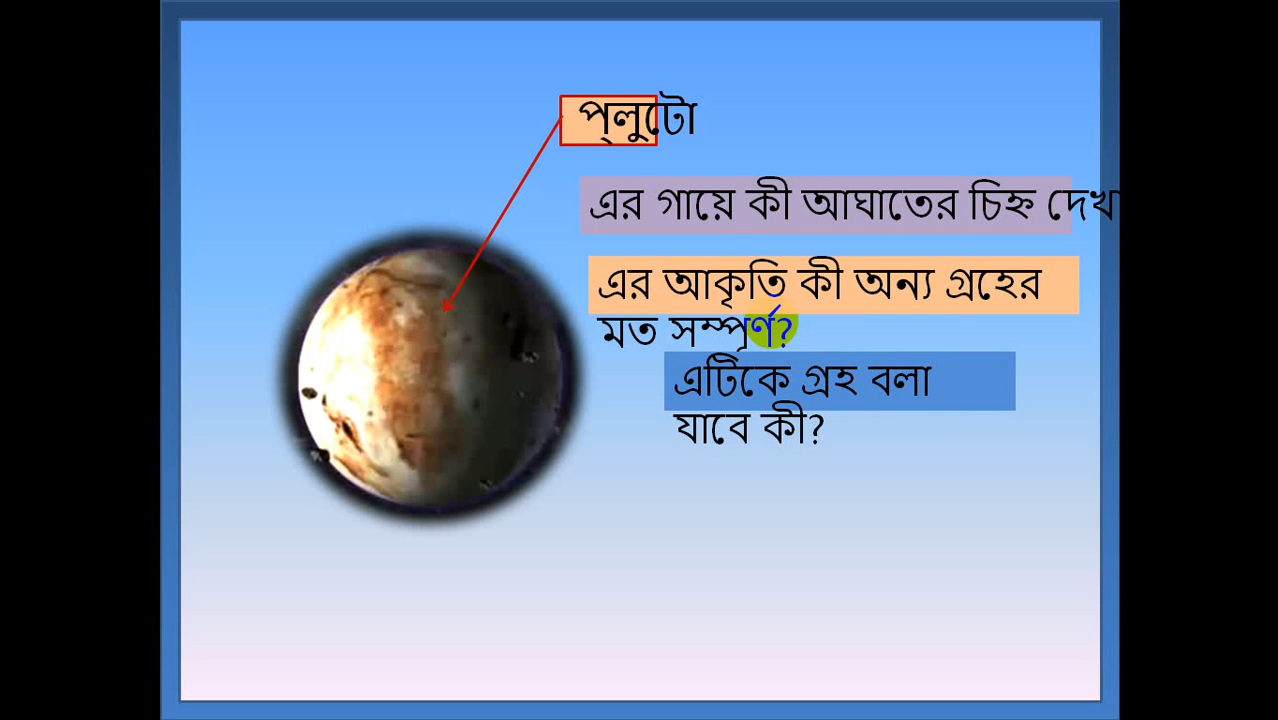 প্লুটো
এর গায়ে কী আঘাতের চিহ্ন দেখা
এর আকৃতি কী অন্য গ্রহের
মত সম্পূর্ণ?
এটিকে গ্রহ বলা
যাবে কী?